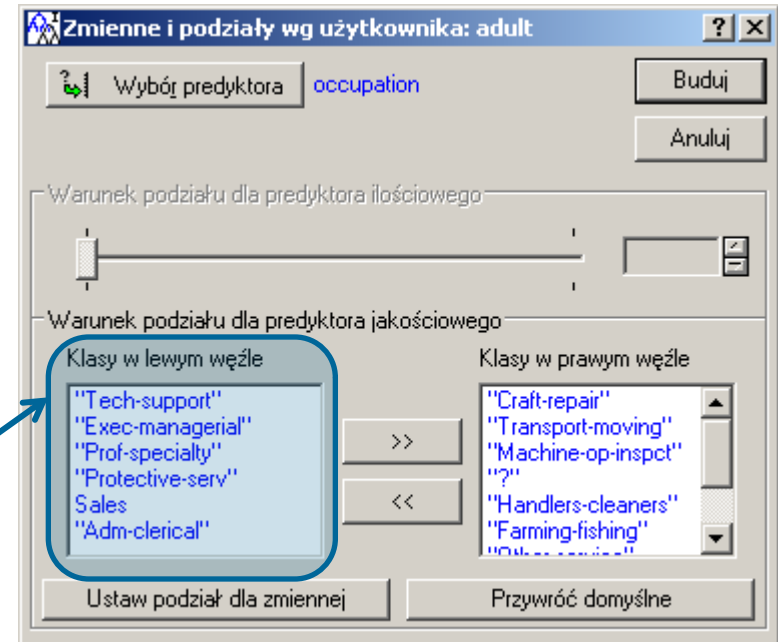 Zmienne i podziały wg użytkownika: adult
Wybór predyktora
occupation
Buduj
Anuluj
Warunek podziału dla predyktora ilościowego
Warunek podziału dla predyktora jakościowego
Klasy w lewym węźle
"Tech-support"
"Exec-managerial"
"Prof-specialty"
"Protective-serv"
Sales
"Adm-clerical"
>>
<<
Klasy w prawym węźle
"Craft-repair"
"Transport-moving"
"Machine-op-inspct"
"?"
"Handlers-cleaners"
"Farming-fishing"
Ustaw podział dla zmiennej
Przywróć domyślne